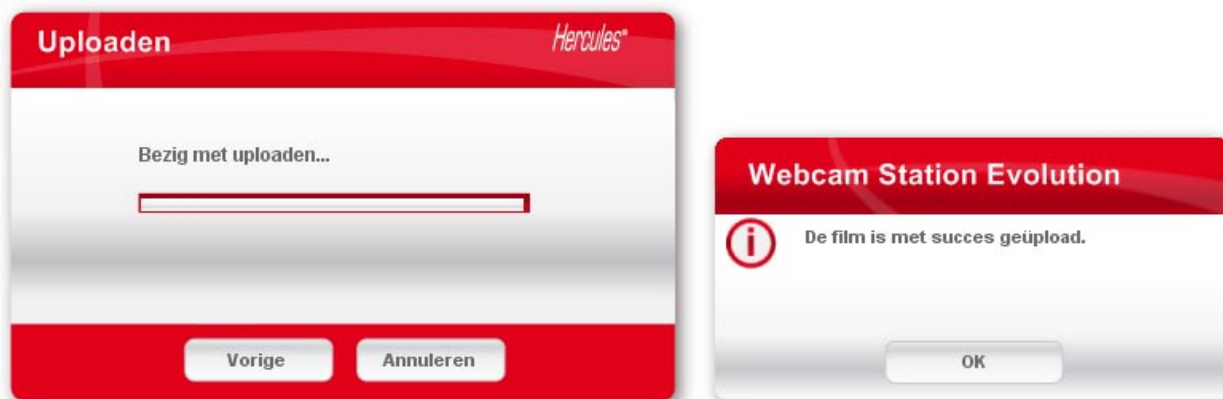 Uploaden
Hercules®
Bezig met uploaden...
Vorige
Annuleren
Webcam Station Evolution
De film is met succes geüpload.
OK